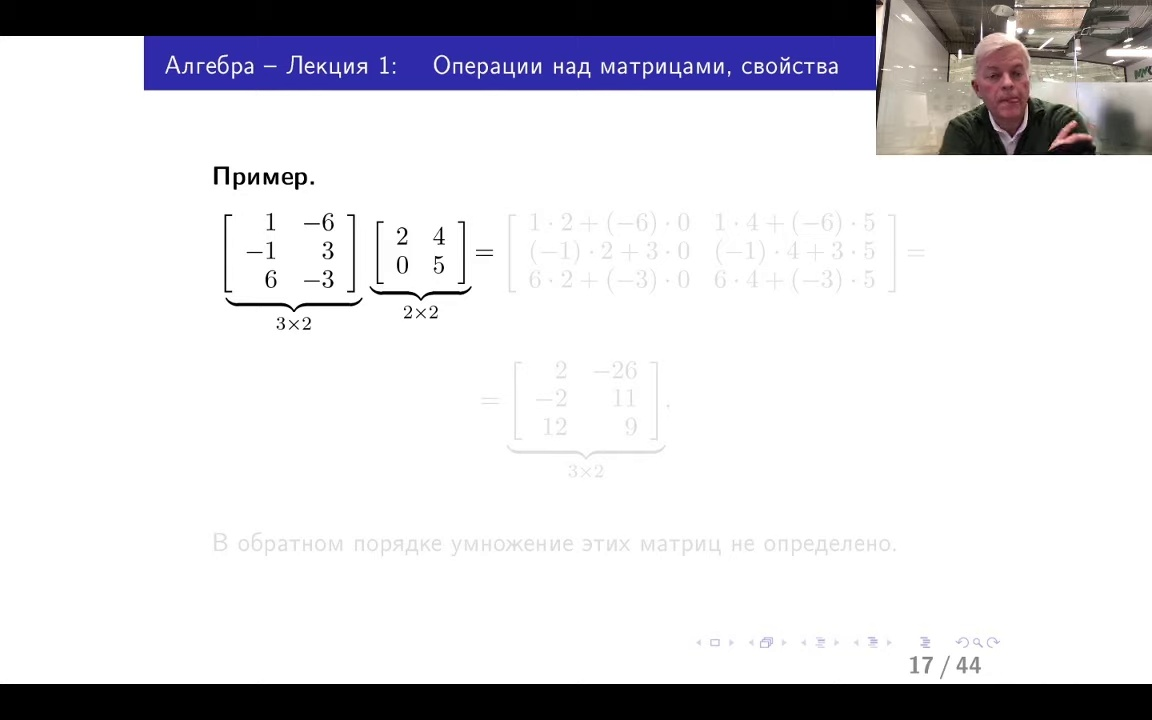 Алгебра – Лекция 1: Операции над матрицами, свойства
Пример.
[ 1 −6 ] [ 2 4 ] = [ 1 · 2 + (−6) · 0 1 · 4 + (−6) · 5 ] =
[ −1 3 ] [ 0 5 ] [ (−1) · 2 + 3 · 0 (−1) · 4 + 3 · 5 ]
[ 6 −3 ] [ 6 · 2 + (−3) · 0 6 · 4 + (−3) · 5 ]
3×2 2×2
= [ 2 −26 ] .
[ −2 11 ]
[ 12 9 ]
3×2
В обратном порядке умножение этих матриц не определено.
17 / 44